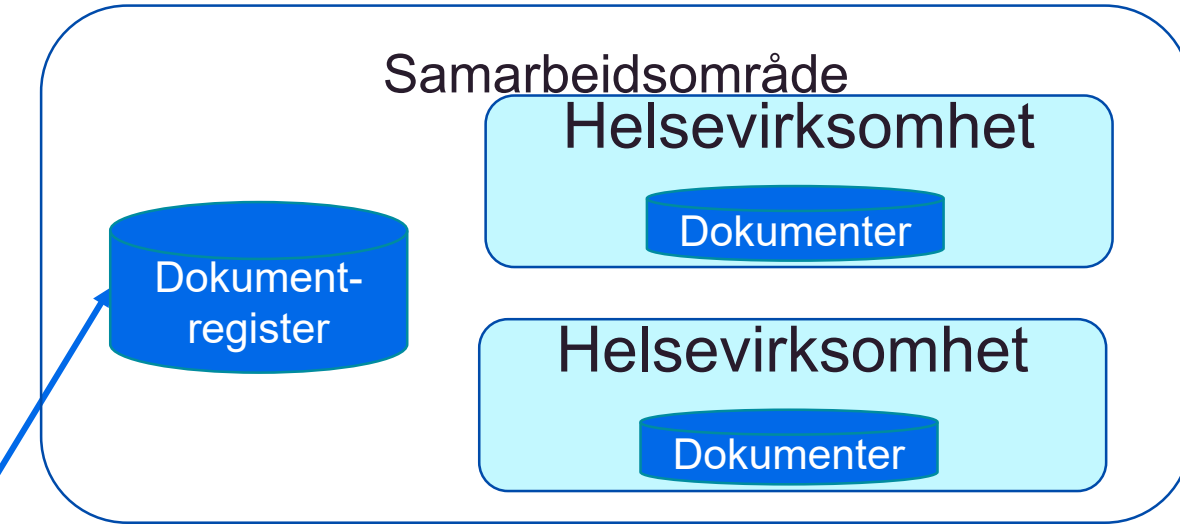 Samarbeidsområde
Helsevirksomhet
Dokumenter
Dokument-
register
Helsevirksomhet
Dokumenter